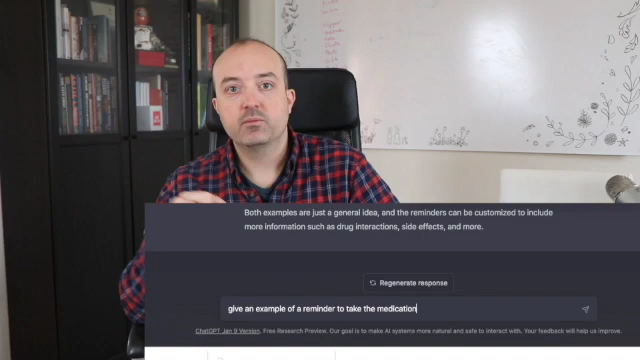 Both examples are just a general idea, and the reminders can be customized to include
more information such as drug interactions, side effects, and more.
Regenerate response
give an example of a reminder to take the medication
ChatGPT Jan 9 Version. Free Research Preview. Our goal is to make AI systems more natural and safe to interact with. Your feedback will help us improve.